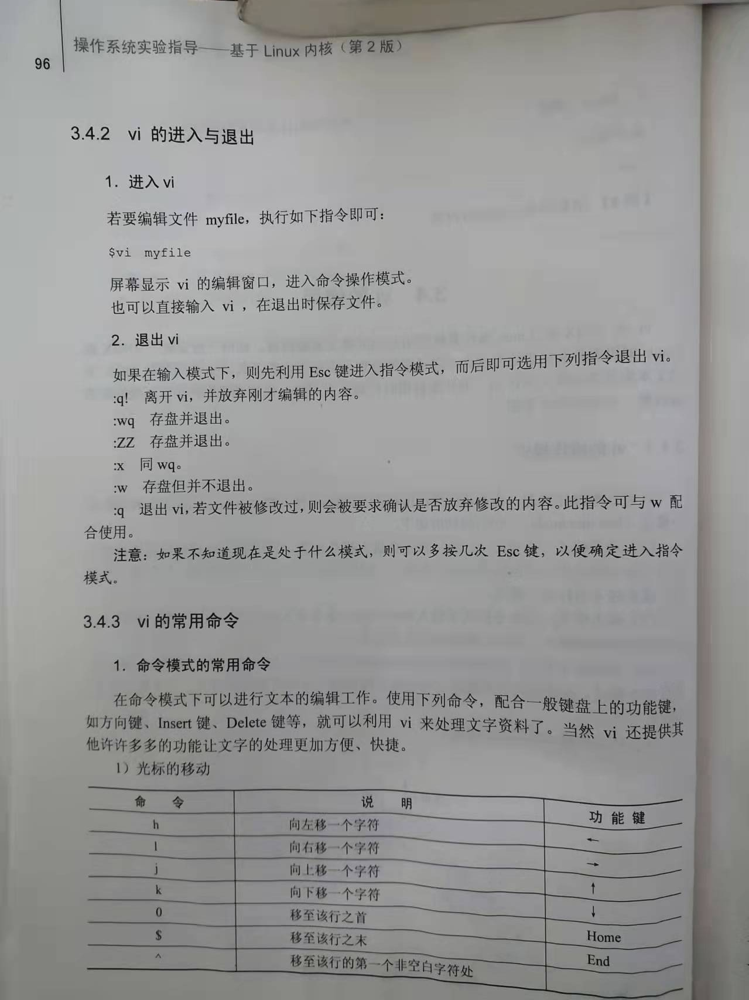 操作系统实验指导——基于 Linux 内核（第 2 版）
96
3.4.2 vi 的进入与退出
1. 进入 vi
若要编辑文件 myfile，执行如下指令即可：
$vi myfile
屏幕显示 vi 的编辑窗口，进入命令操作模式。
也可以直接输入 vi ，在退出时保存文件。
2. 退出 vi
如果在输入模式下，则先利用 Esc 键进入指令模式，而后即可选用下列指令退出 vi。
:q! 离开 vi，并放弃刚才编辑的内容。
:wq 存盘并退出。
:ZZ 存盘并退出。
:x 同 wq。
:w 存盘但并不退出。
:q 退出 vi，若文件被修改过，则会被要求确认是否放弃修改的内容。此指令可与 w 配
合使用。
注意：如果不知道现在是处于什么模式，则可以多按几次 Esc 键，以便确定进入指令
模式。
3.4.3 vi 的常用命令
1. 命令模式的常用命令
在命令模式下可以进行文本的编辑工作。使用下列命令，配合一般键盘上的功能键，
如方向键、Insert 键、Delete 键等，就可以利用 vi 来处理文字资料了。当然 vi 还提供其
他许许多多的功能让文字的处理更加方便、快捷。
1）光标的移动
命 令 说 明 功 能 键
h 向左移一个字符 ←
l 向右移一个字符 →
j 向上移一个字符 ↑
k 向下移一个字符 ↓
0 移至该行之首 Home
$ 移至该行之末 End
^ 移至该行的第一个非空白字符处